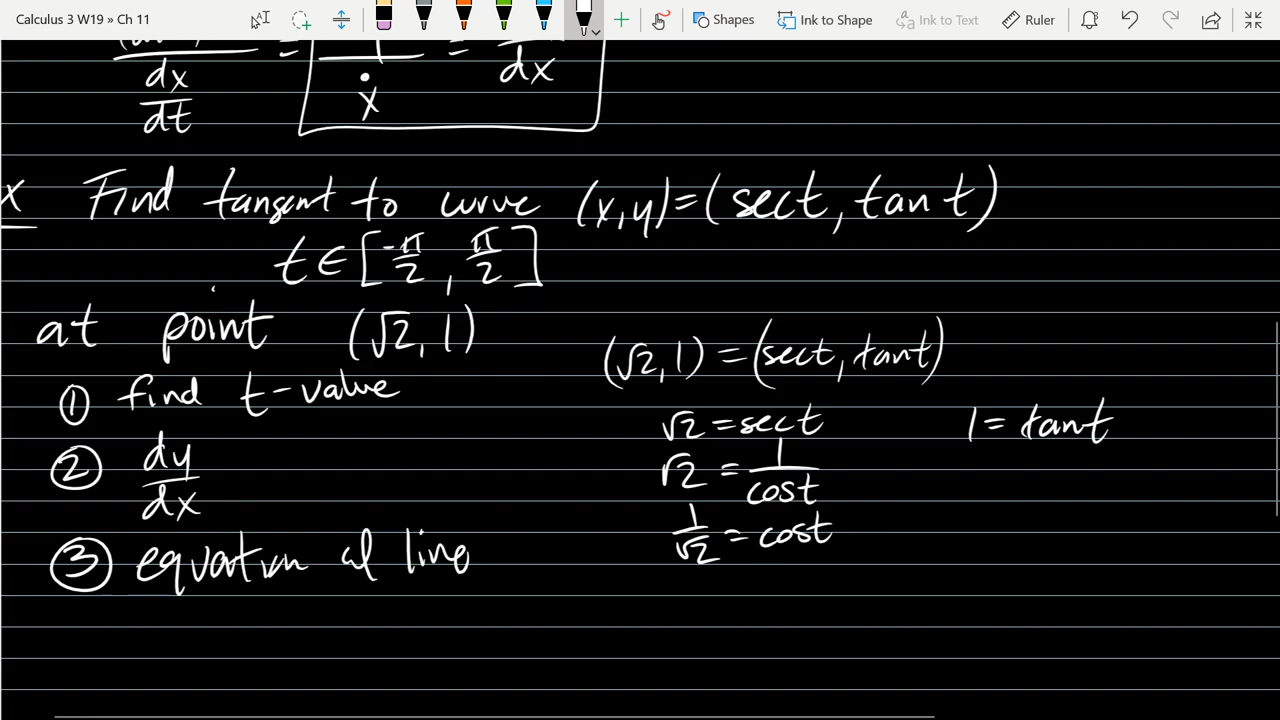 Calculus 3 W19 » Ch 11
Shapes
Ink to Shape
Ink to Text
Ruler
dx
dt
=
ẋ
=
dx
x Find tangent to curve (x,y)=(sect, tan t)
t ∈ [-π/2, π/2]
at point (√2, 1)
① find t-value
② dy/dx
③ equation of line
(√2, 1) = (sect, tant)
√2 = sect
1 = tant
√2 = 1/cost
1/√2 = cost